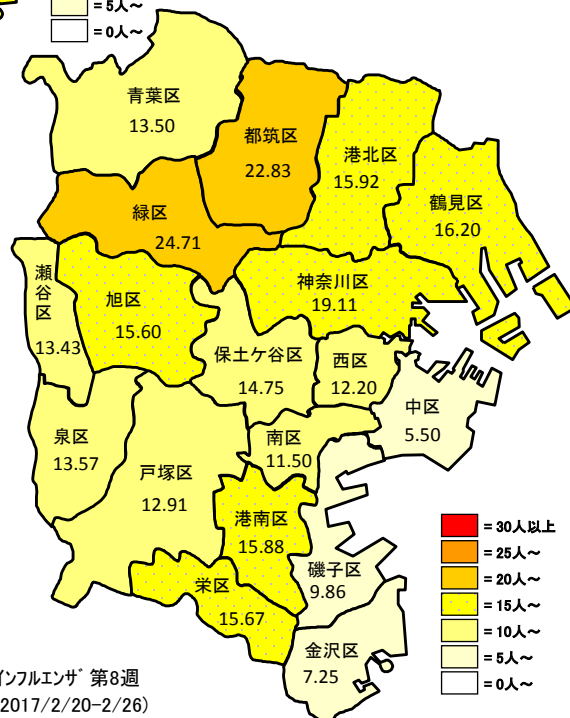 = 5人～
= 0人～
青葉区
13.50
都筑区
22.83
港北区
15.92
鶴見区
16.20
緑区
24.71
瀬谷区
13.43
旭区
15.60
神奈川区
19.11
保土ケ谷区
14.75
西区
12.20
中区
5.50
泉区
13.57
戸塚区
12.91
南区
11.50
港南区
15.88
磯子区
9.86
栄区
15.67
金沢区
7.25
= 30人以上
= 25人～
= 20人～
= 15人～
= 10人～
= 5人～
= 0人～
インフルエンザ 第8週
2017/2/20-2/26)